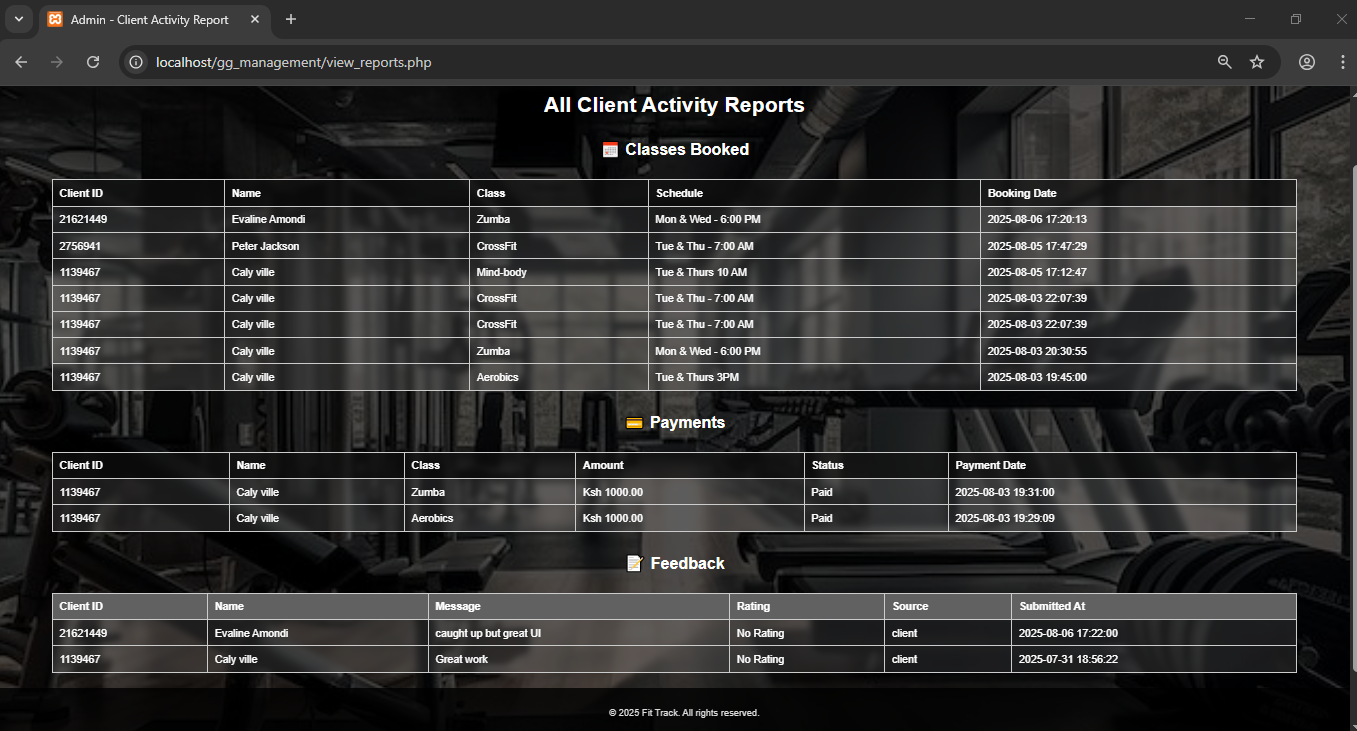 Admin - Client Activity Report
localhost/gg_management/view_reports.php
All Client Activity Reports
Classes Booked
Client ID Name Class Schedule Booking Date
21621449 Evaline Amondi Zumba Mon & Wed - 6:00 PM 2025-08-06 17:20:13
2756941 Peter Jackson CrossFit Tue & Thu - 7:00 AM 2025-08-05 17:47:29
1139467 Caly ville Mind-body Tue & Thurs 10 AM 2025-08-05 17:12:47
1139467 Caly ville CrossFit Tue & Thu - 7:00 AM 2025-08-03 22:07:39
1139467 Caly ville CrossFit Tue & Thu - 7:00 AM 2025-08-03 22:07:39
1139467 Caly ville Zumba Mon & Wed - 6:00 PM 2025-08-03 20:30:55
1139467 Caly ville Aerobics Tue & Thurs 3PM 2025-08-03 19:45:00
Payments
Client ID Name Class Amount Status Payment Date
1139467 Caly ville Zumba Ksh 1000.00 Paid 2025-08-03 19:31:00
1139467 Caly ville Aerobics Ksh 1000.00 Paid 2025-08-03 19:29:09
Feedback
Client ID Name Message Rating Source Submitted At
21621449 Evaline Amondi caught up but great UI No Rating client 2025-08-06 17:22:00
1139467 Caly ville Great work No Rating client 2025-07-31 18:56:22
© 2025 Fit Track. All rights reserved.